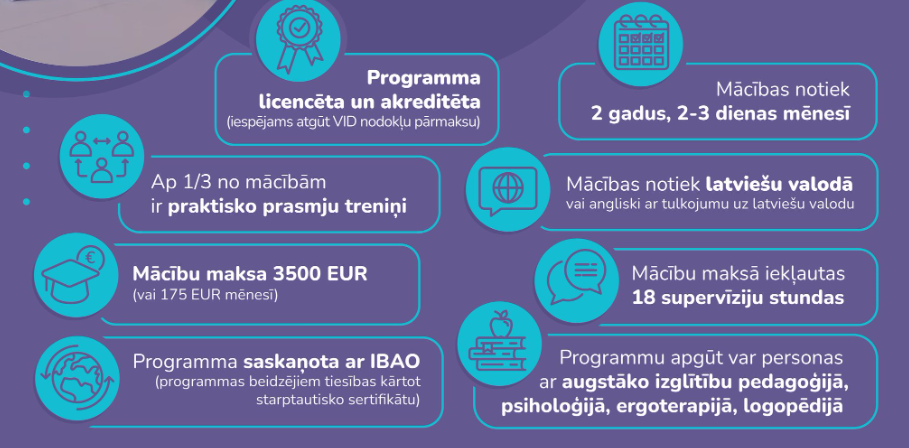 Programma
licencēta un akreditēta
(iespējams atgūt VID nodokļu pārmaksu)
Mācības notiek
2 gadus, 2-3 dienas mēnesī
Ap 1/3 no mācībām
ir praktisko prasmju treniņi
Mācības notiek latviešu valodā
vai angliski ar tulkojumu uz latviešu valodu
Mācību maksa 3500 EUR
(vai 175 EUR mēnesī)
Mācību maksā iekļautas
18 supervīziju stundas
Programma saskaņota ar IBAO
(programmas beidzējiem tiesības kārtot
starptautisko sertifikātu)
Programmu apgūt var personas
ar augstāko izglītību pedagoģijā,
psiholoģijā, ergoterapijā, logopēdijā